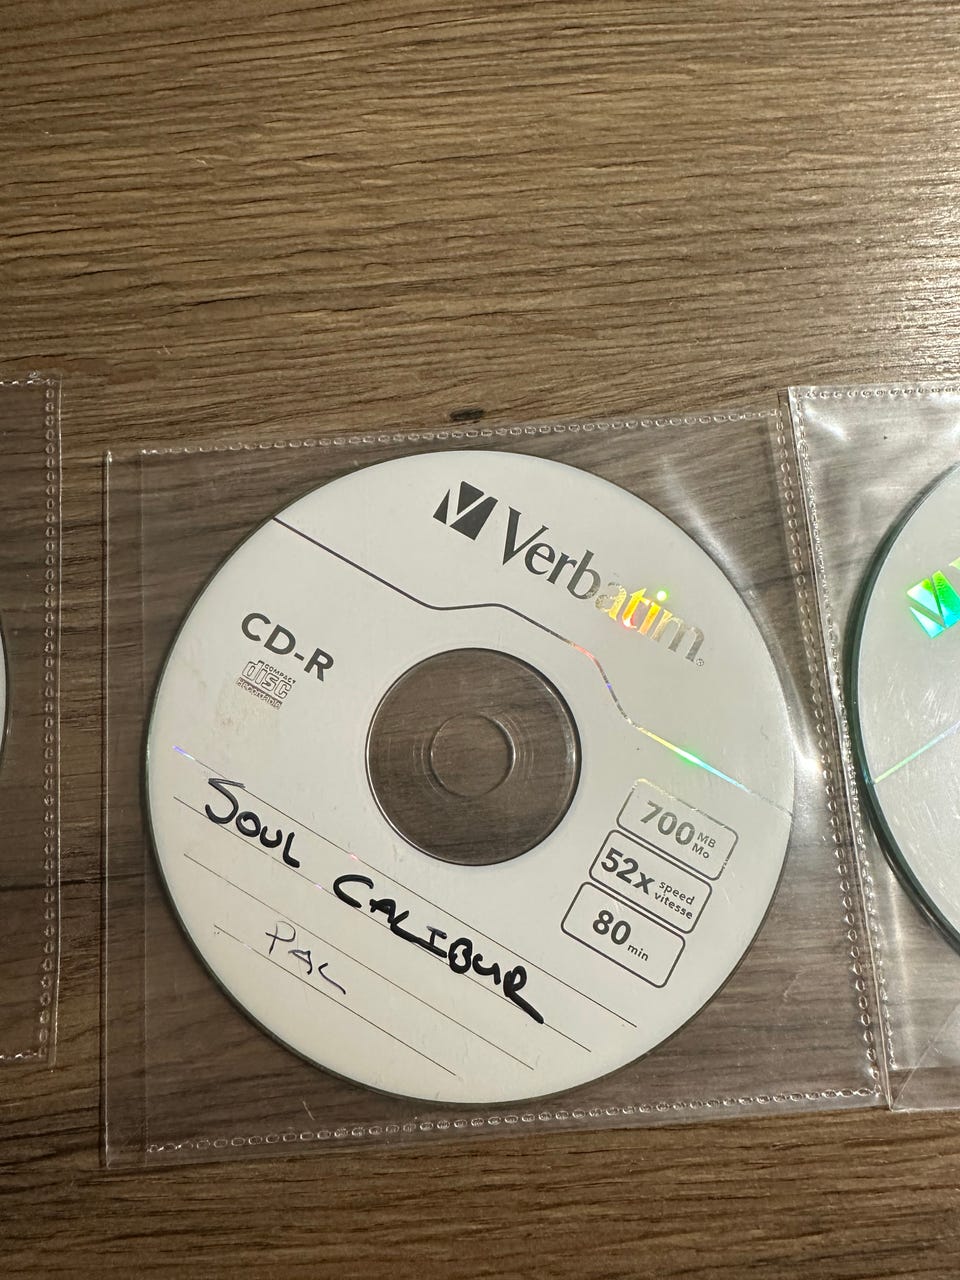 Verbatim.
CD-R
COMPACT
disc
Recordable
700 MB
Mo
52x speed
vitesse
80 min
SOUL CALIBUR
PAL